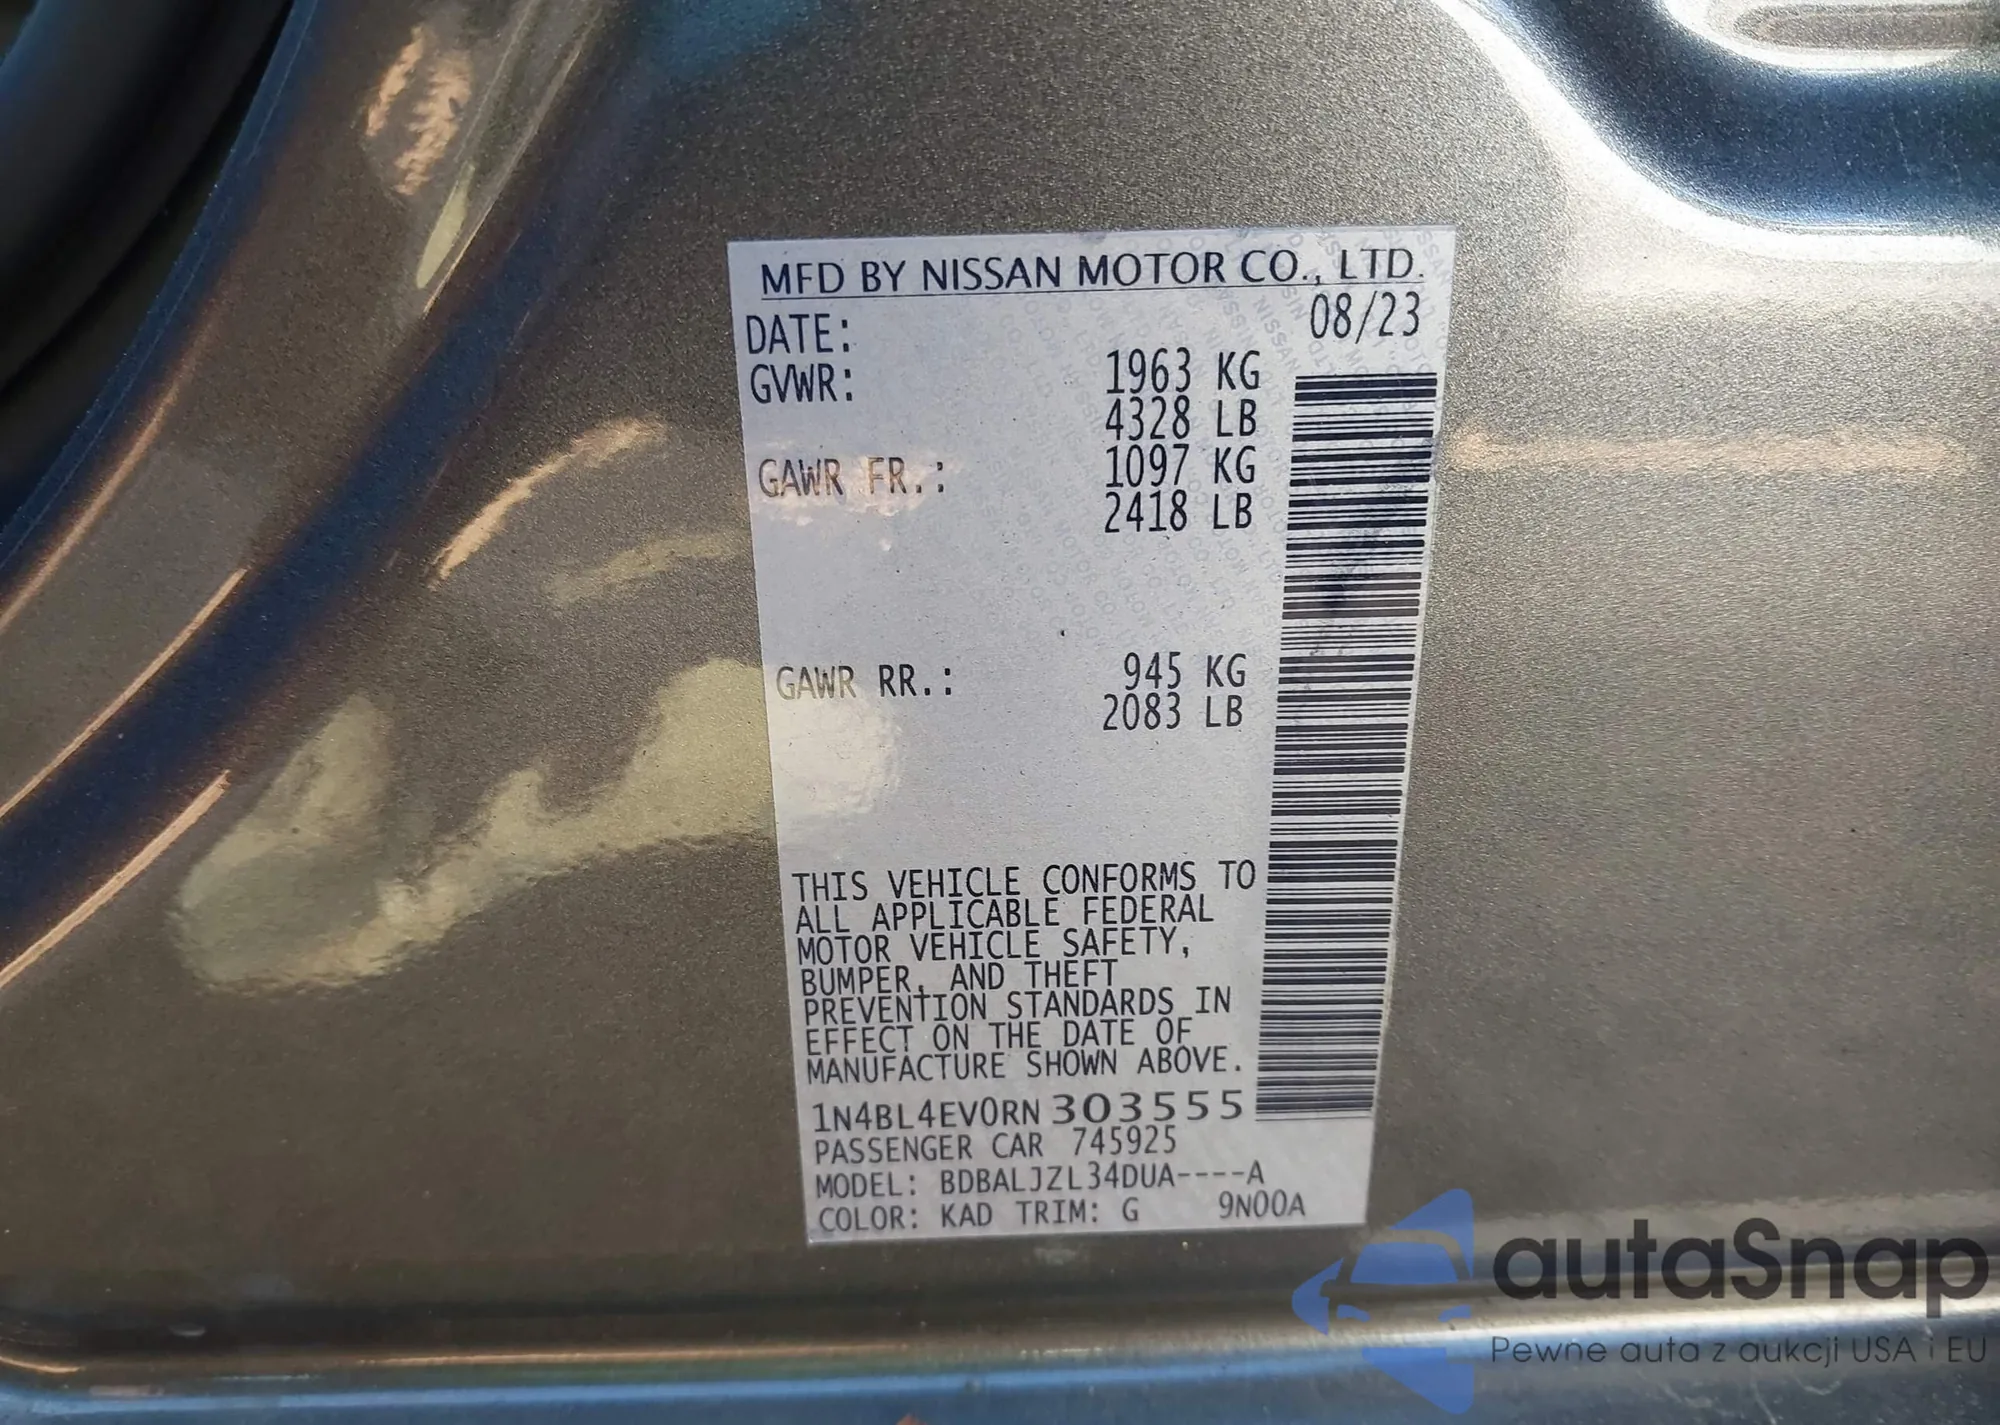 MFD BY NISSAN MOTOR CO., LTD.
DATE: 08/23
GVWR: 1963 KG
4328 LB
GAWR FR.: 1097 KG
2418 LB
GAWR RR.: 945 KG
2083 LB
THIS VEHICLE CONFORMS TO
ALL APPLICABLE FEDERAL
MOTOR VEHICLE SAFETY,
BUMPER, AND THEFT
PREVENTION STANDARDS IN
EFFECT ON THE DATE OF
MANUFACTURE SHOWN ABOVE.
1N4BL4EV0RN303555
PASSENGER CAR 745925
MODEL: BDBALJZL34DUA----A
COLOR: KAD TRIM: G 9N00A
autaSnap
Pewne auta z aukcji USA i EU